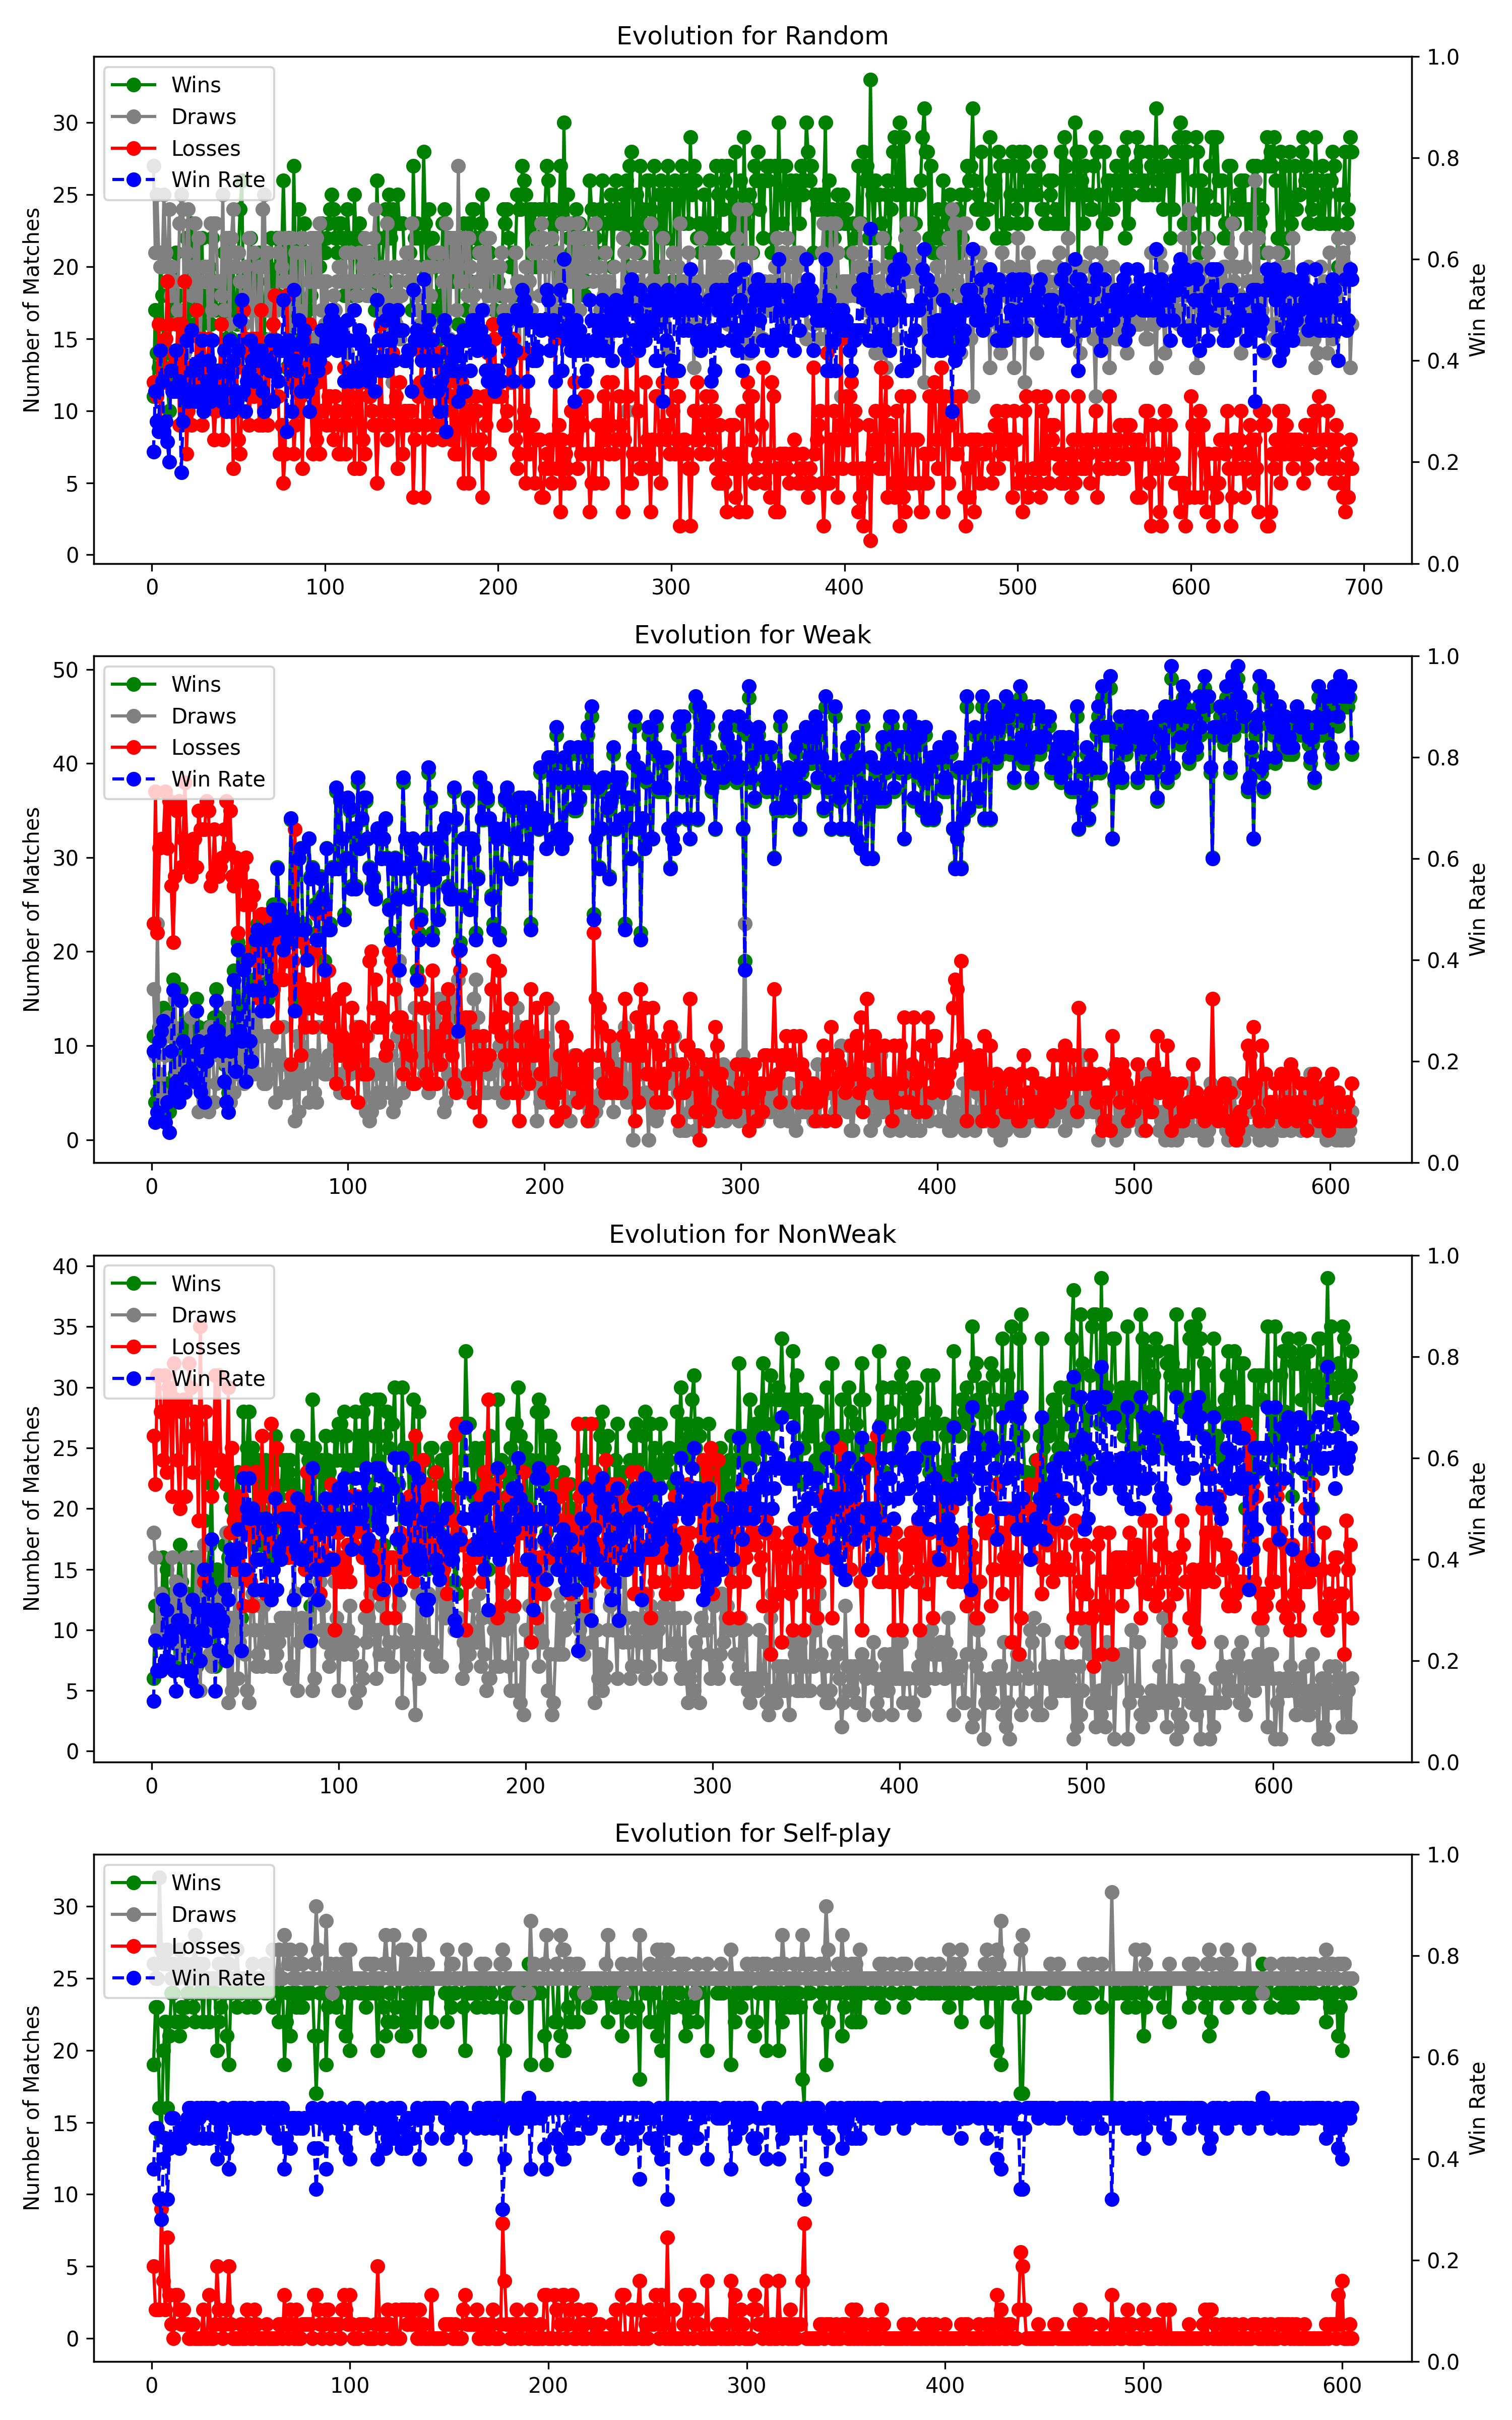 Evolution for Random
Wins
Draws
Losses
Win Rate
Number of Matches
Win Rate
30
25
20
15
10
5
0
1.0
0.8
0.6
0.4
0.2
0.0
0 100 200 300 400 500 600 700
Evolution for Weak
Wins
Draws
Losses
Win Rate
Number of Matches
Win Rate
50
40
30
20
10
0
1.0
0.8
0.6
0.4
0.2
0.0
0 100 200 300 400 500 600
Evolution for NonWeak
Wins
Draws
Losses
Win Rate
Number of Matches
Win Rate
40
35
30
25
20
15
10
5
0
1.0
0.8
0.6
0.4
0.2
0.0
0 100 200 300 400 500 600
Evolution for Self-play
Wins
Draws
Losses
Win Rate
Number of Matches
Win Rate
30
25
20
15
10
5
0
1.0
0.8
0.6
0.4
0.2
0.0
0 100 200 300 400 500 600